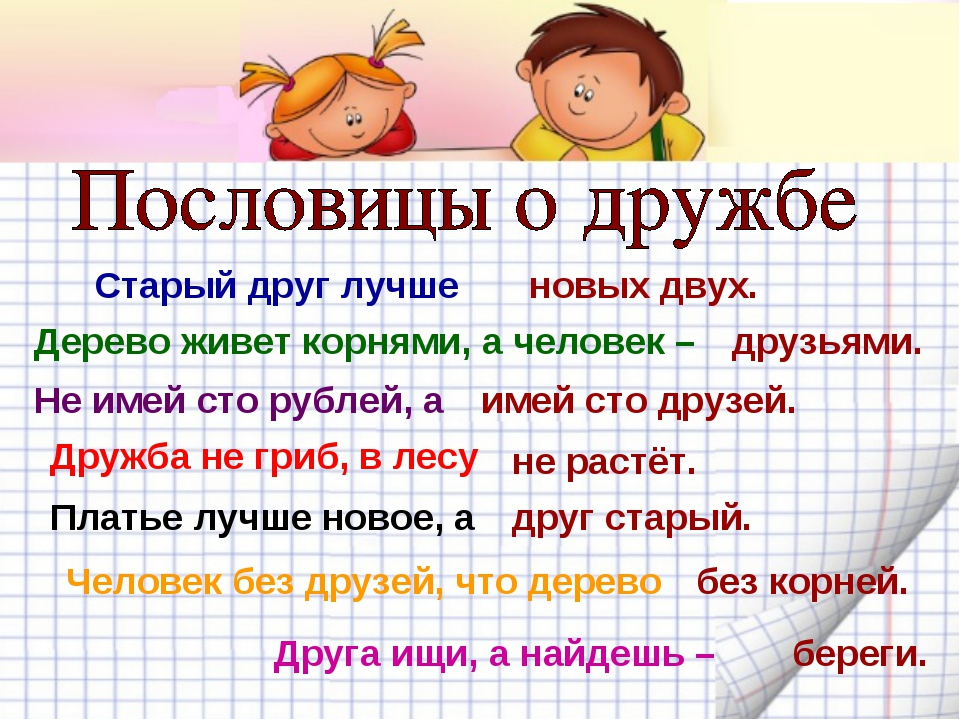 Пословицы о дружбе
Старый друг лучше новых двух.
Дерево живет корнями, а человек – друзьями.
Не имей сто рублей, а имей сто друзей.
Дружба не гриб, в лесу не растёт.
Платье лучше новое, а друг старый.
Человек без друзей, что дерево без корней.
Друга ищи, а найдешь – береги.